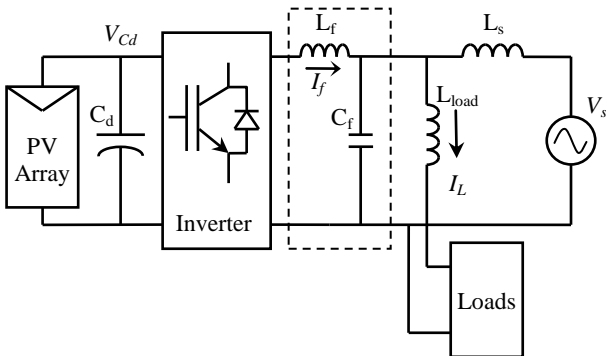 V_Cd
L_f
L_s
I_f
C_d
C_f
L_load
V_s
I_L
PV
Array
Inverter
Loads